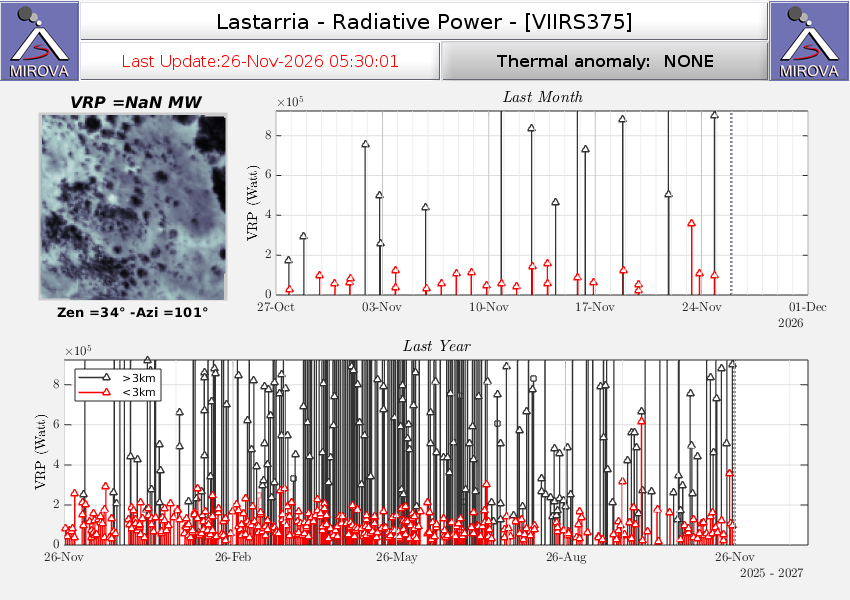 Lastarria - Radiative Power - [VIIRS375]
MIROVA
Last Update:26-Nov-2026 05:30:01
Thermal anomaly: NONE
MIROVA
VRP =NaN MW
Zen =34° -Azi =101°
Last Month
×10⁵
VRP (Watt)
8
6
4
2
0
27-Oct 03-Nov 10-Nov 17-Nov 24-Nov 01-Dec
2026
Last Year
×10⁵
VRP (Watt)
>3km
<3km
8
6
4
2
0
26-Nov 26-Feb 26-May 26-Aug 26-Nov
2025 - 2027